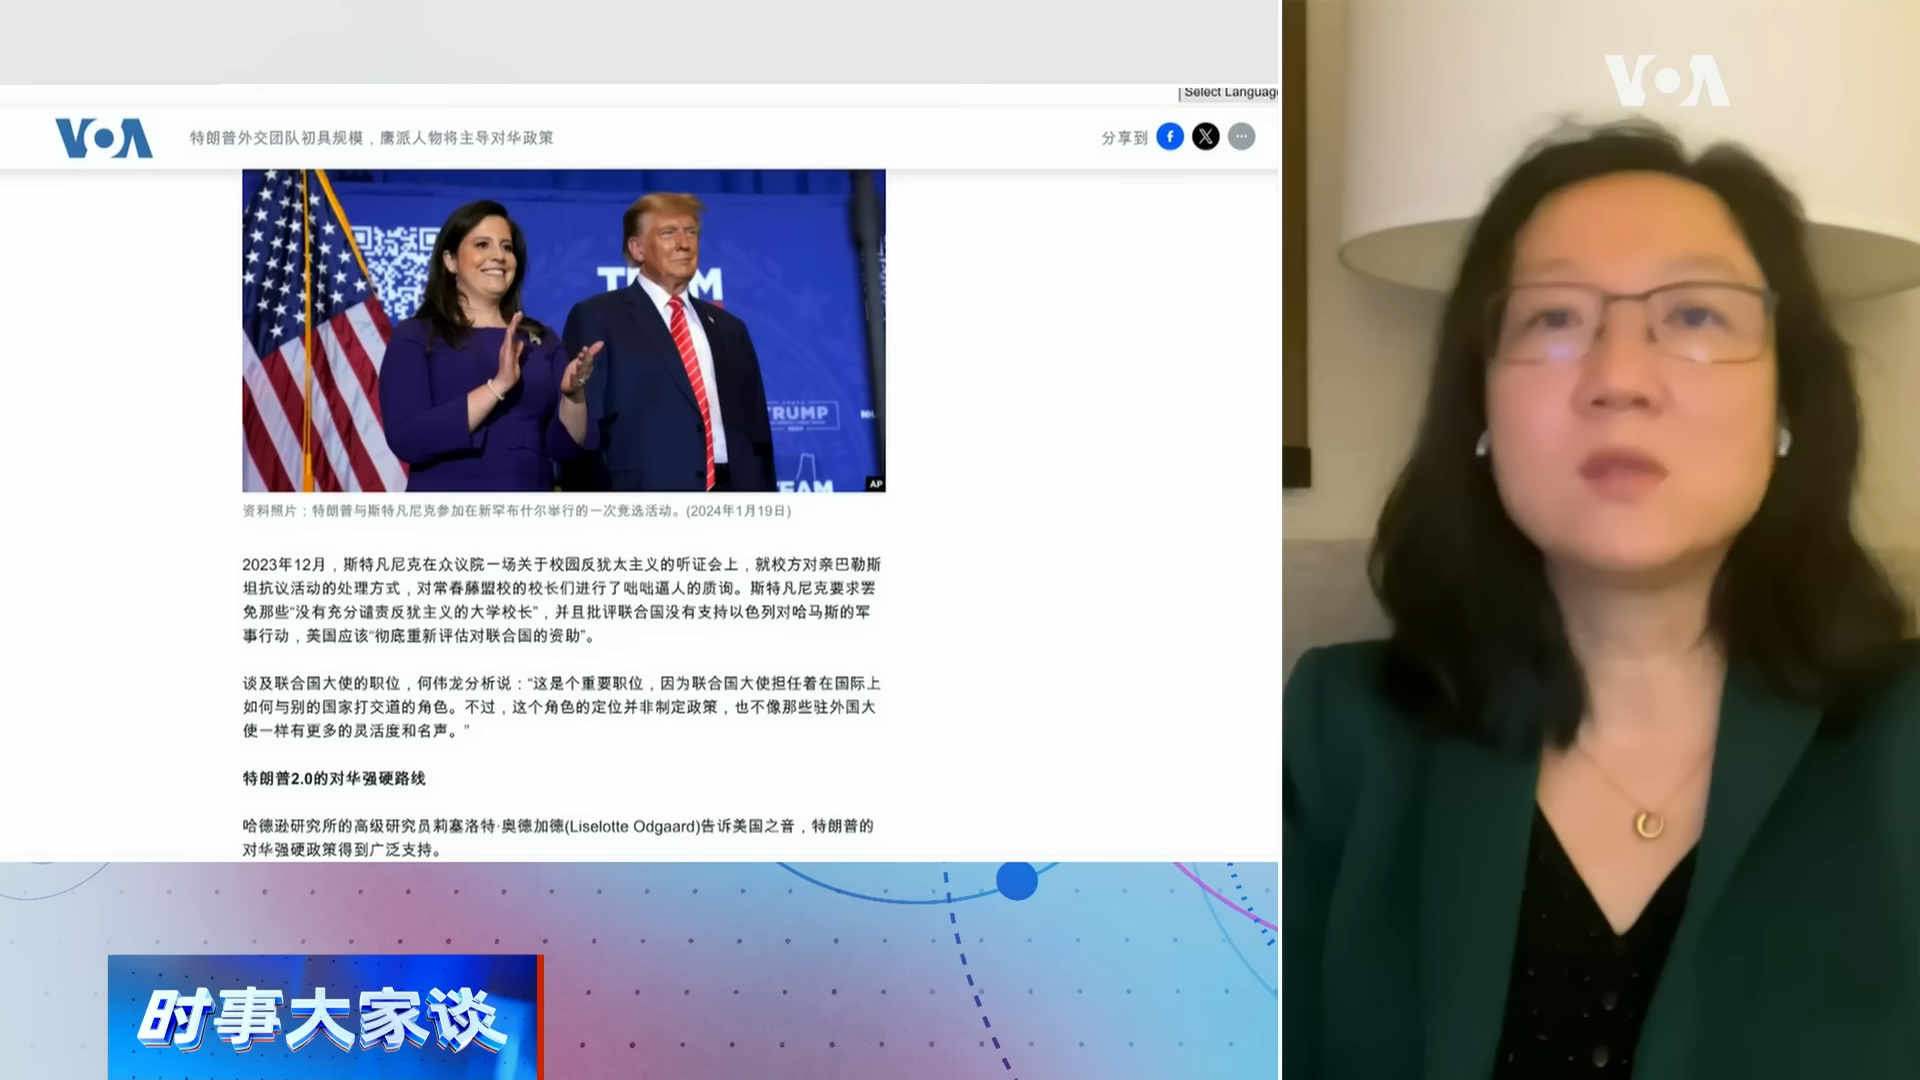 Select Language
VOA
特朗普外交团队初具规模，鹰派人物将主导对华政策
分享到
VOA
TRUMP
TEAM
AP
资料照片：特朗普与斯特凡尼克参加在新罕布什尔举行的一次竞选活动。(2024年1月19日)
2023年12月，斯特凡尼克在众议院一场关于校园反犹太主义的听证会上，就校方对亲巴勒斯
坦抗议活动的处理方式，对常春藤盟校的校长们进行了咄咄逼人的质询。斯特凡尼克要求罢
免那些“没有充分谴责反犹主义的大学校长”，并且批评联合国没有支持以色列对哈马斯的军
事行动，美国应该“彻底重新评估对联合国的资助”。
谈及联合国大使的职位，何伟龙分析说：“这是个重要职位，因为联合国大使担任着在国际上
如何与别的国家打交道的角色。不过，这个角色的定位并非制定政策，也不像那些驻外国大
使一样有更多的灵活度和名声。”
特朗普2.0的对华强硬路线
哈德逊研究所的高级研究员莉塞洛特·奥德加德(Liselotte Odgaard)告诉美国之音，特朗普的
对华强硬政策得到广泛支持。
时事大家谈